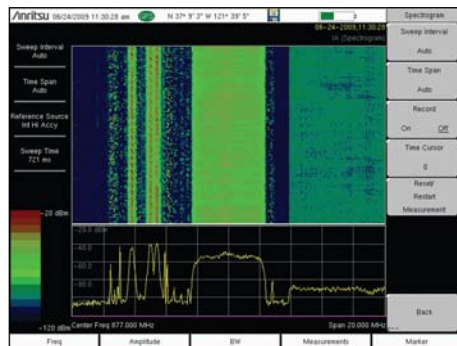 Anritsu 06/24/2009 11:30:28 am GPS N 37° 9' 3" W 121° 39' 5" Spectrogram
06-24-2009,11:30:28
IA (Spectrogram)
Sweep Interval
Auto
Time Span
Auto
Reference Source
Int Hi Accy
Sweep Time
721 ms
-20 dBm
-120 dBm
-20.0 dBm
-40.0
-60.0
-80.0
Center Freq 877.000 MHz
Span 20.000 MHz
Sweep Interval
Auto
Time Span
Auto
Record
On Off
Time Cursor
0
Reset/
Restart
Measurement
Back
Freq Amplitude BW Measurements Marker